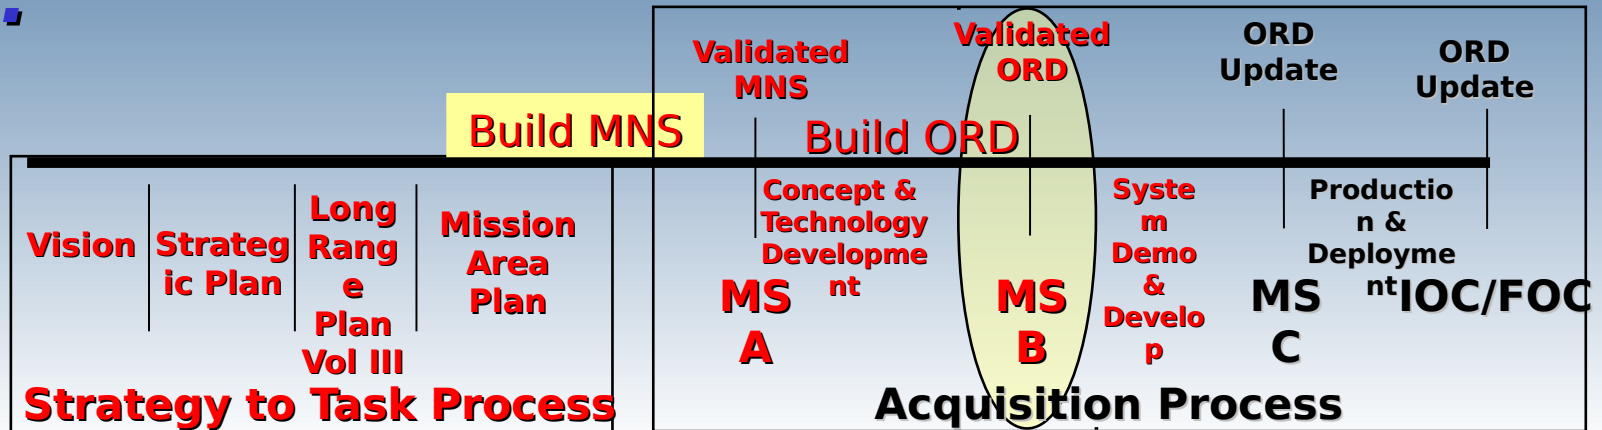 Validated
MNS
Validated
ORD
ORD
Update
ORD
Update
Build MNS
Build ORD
Vision
Strateg
ic Plan
Long
Rang
e
Plan
Vol III
Mission
Area
Plan
Concept &
Technology
Developme
nt
Syste
m
Demo
&
Develo
p
Productio
n &
Deployme
nt
MS
A
MS
B
MS
C
IOC/FOC
Strategy to Task Process
Acquisition Process